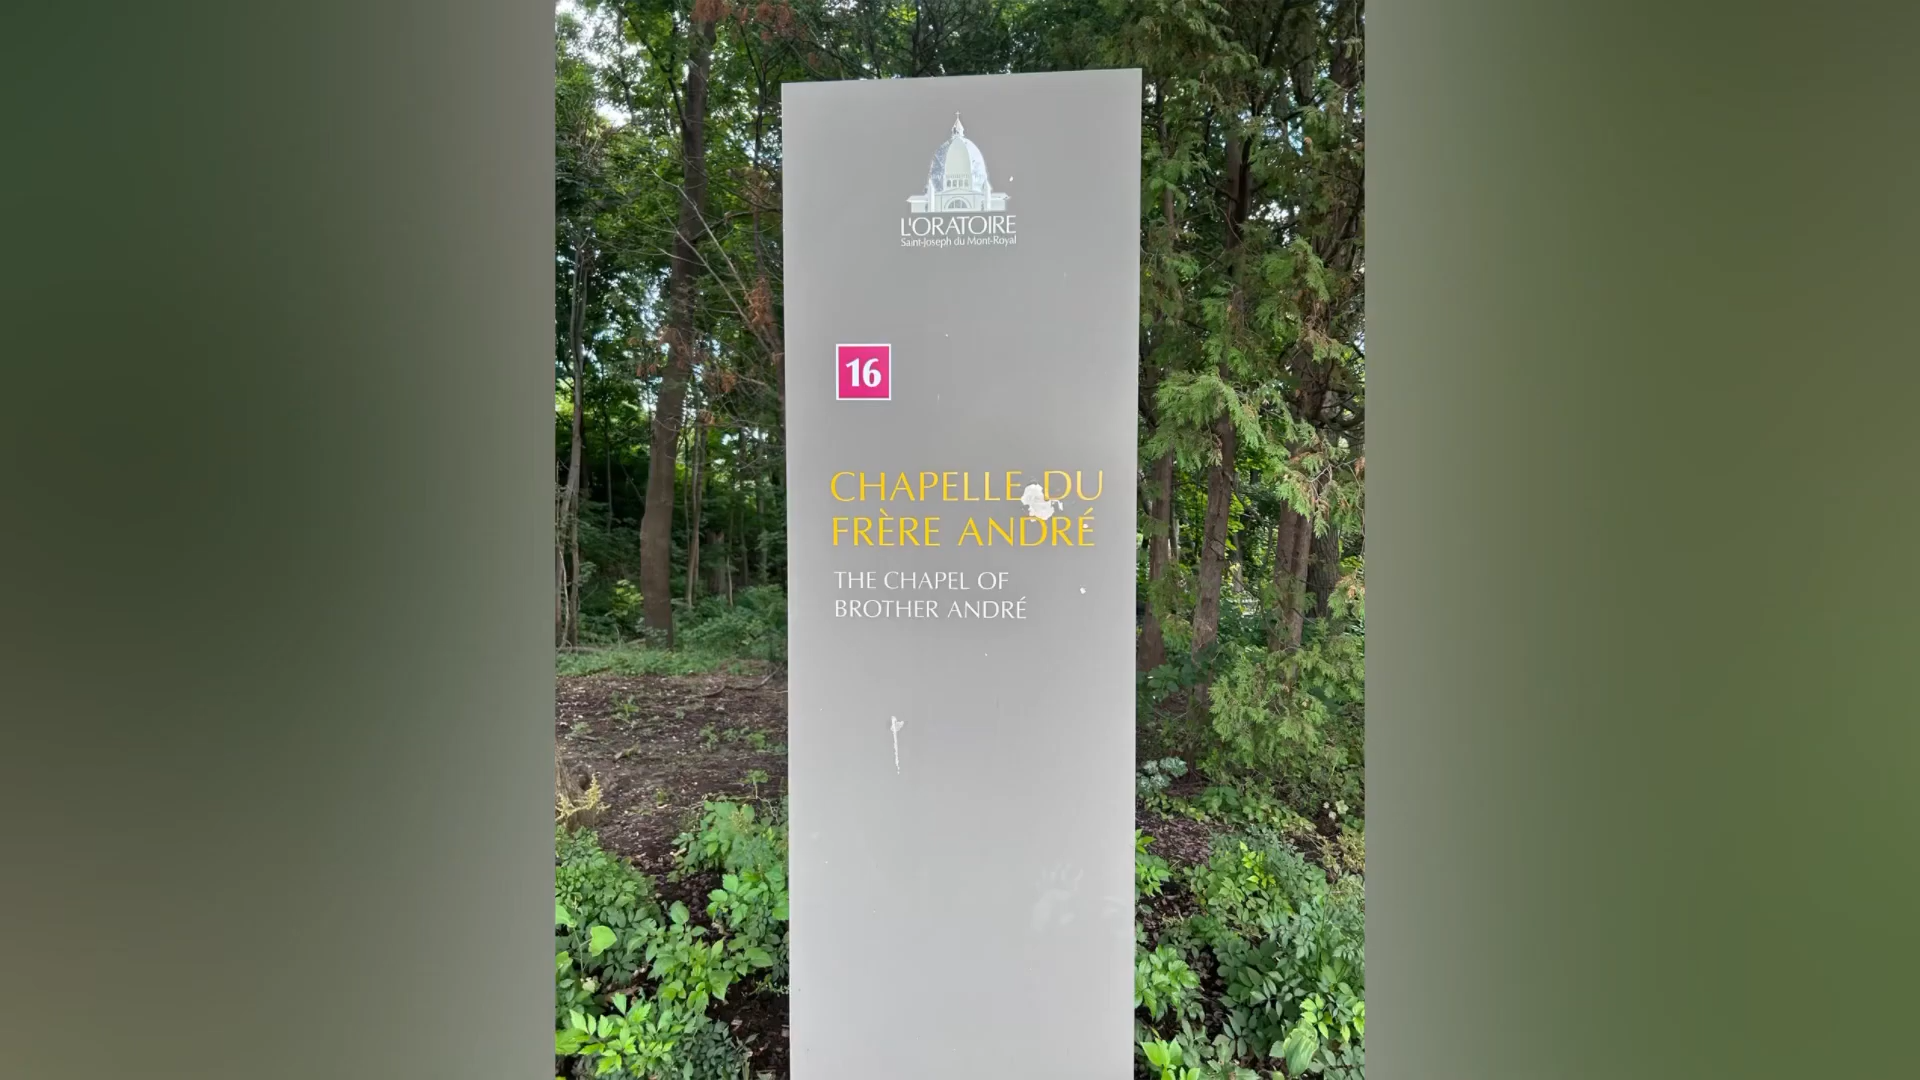 L'ORATOIRE
Saint-Joseph du Mont-Royal
16
CHAPELLE DU
FRÈRE ANDRÉ
THE CHAPEL OF
BROTHER ANDRÉ